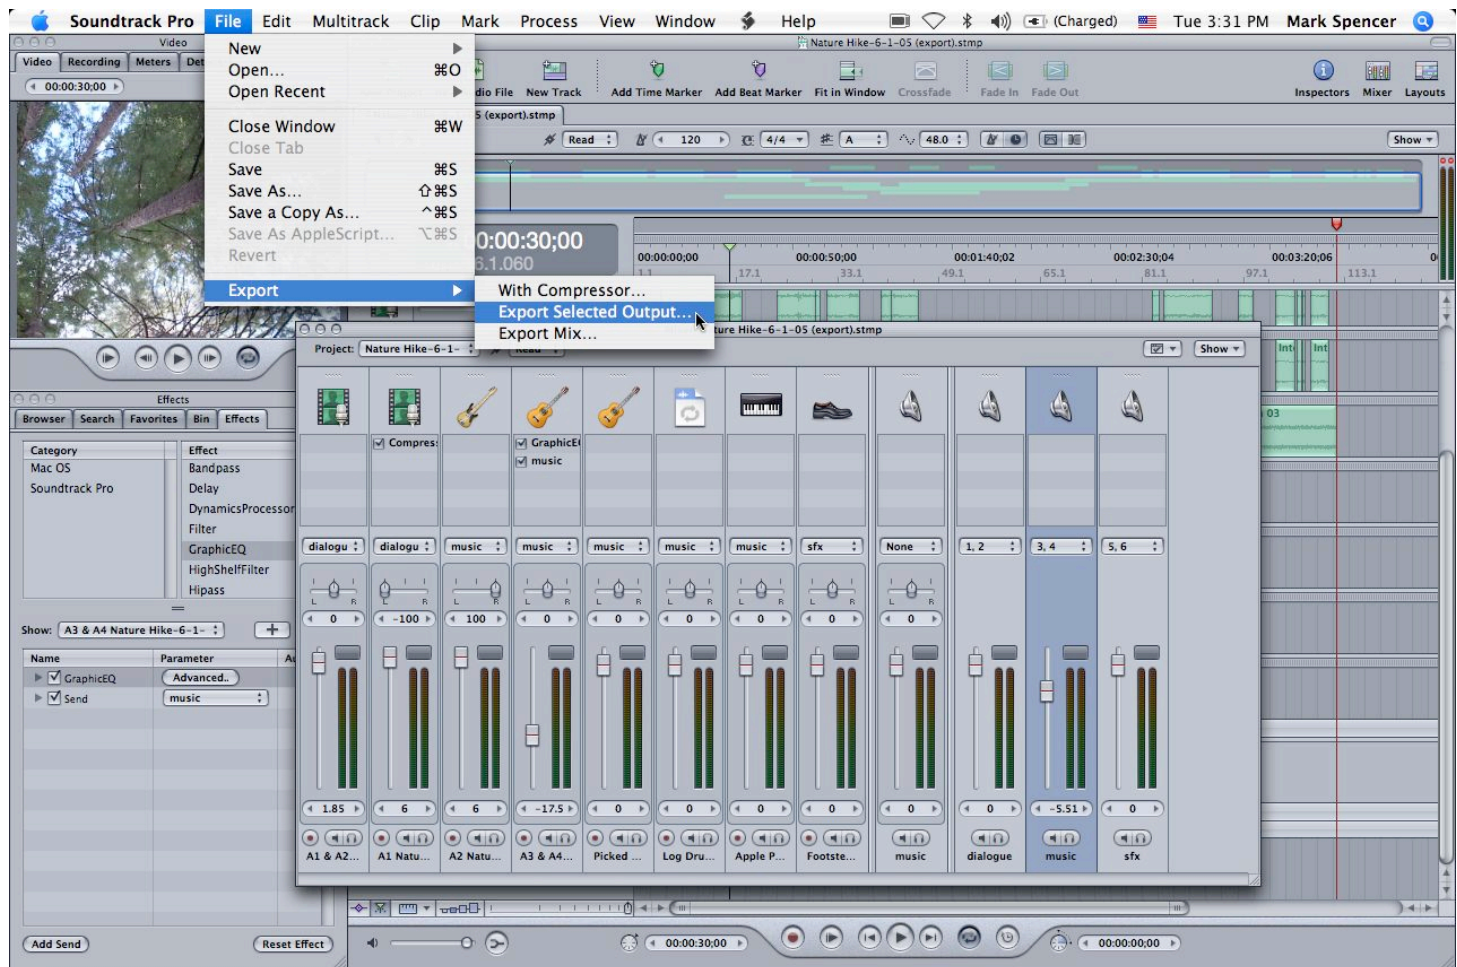 Soundtrack Pro File Edit Multitrack Clip Mark Process View Window Help (Charged) Tue 3:31 PM Mark Spencer
Video
Nature Hike-6-1-05 (export).stmp
Video Recording Meters Det
00:00:30;00
New
Open... ⌘O
Open Recent
Close Window ⌘W
Close Tab
Save ⌘S
Save As... ⇧⌘S
Save a Copy As... ^⌘S
Save As AppleScript... ⌥⌘S
Revert
Export
With Compressor...
Export Selected Output...
Export Mix...
dio File New Track Add Time Marker Add Beat Marker Fit in Window Crossfade Fade In Fade Out Inspectors Mixer Layouts
5 (export).stmp
Read 120 4/4 A 48.0 Show
0:00:30;00
6.1.060
00:00:00;00 00:00:50;00 00:01:40;02 00:02:30;04 00:03:20;06
1.1 17.1 33.1 49.1 65.1 81.1 97.1 113.1
Int Int
03
ture Hike-6-1-05 (export).stmp
Project: Nature Hike-6-1- Read Show
Compres
GraphicE
music
dialogu dialogu music music music music music sfx None 1, 2 3, 4 5, 6
L R L R L R L R L R L R L R L R L R
0 -100 100 0 0 0 0 0 0
1.85 6 6 -17.5 0 0 0 0 0 0 -5.51 0
A1 & A2... A1 Natu... A2 Natu... A3 & A4... Picked ... Log Dru... Apple P... Footste... music dialogue music sfx
Effects
Browser Search Favorites Bin Effects
Category Effect
Mac OS Bandpass
Soundtrack Pro Delay
DynamicsProcessor
Filter
GraphicEQ
HighShelfFilter
Hipass
Show: A3 & A4 Nature Hike-6-1-
Name Parameter Au
GraphicEQ Advanced..
Send music
Add Send Reset Effect
00:00:30;00 00:00:00;00